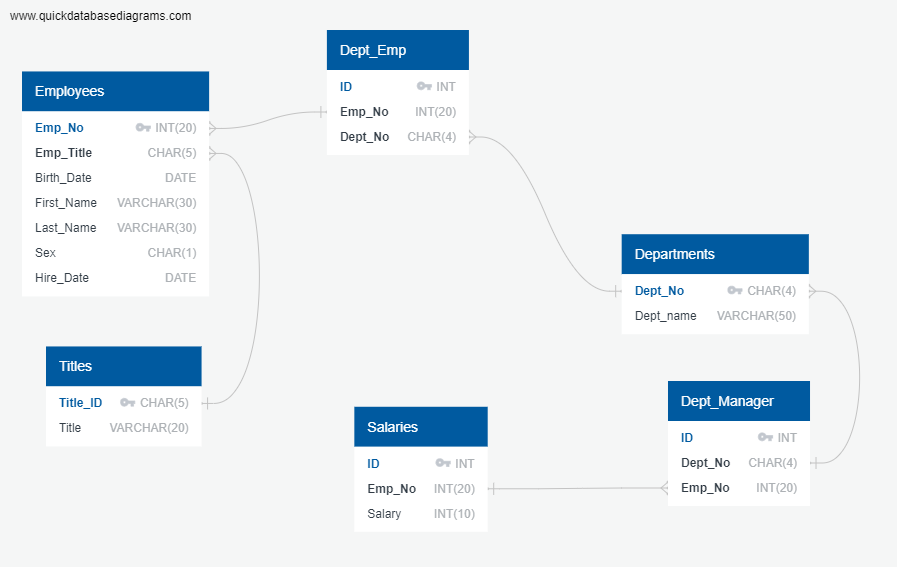 www.quickdatabasediagrams.com
Dept_Emp
ID INT
Emp_No INT(20)
Dept_No CHAR(4)
Employees
Emp_No INT(20)
Emp_Title CHAR(5)
Birth_Date DATE
First_Name VARCHAR(30)
Last_Name VARCHAR(30)
Sex CHAR(1)
Hire_Date DATE
Departments
Dept_No CHAR(4)
Dept_name VARCHAR(50)
Titles
Title_ID CHAR(5)
Title VARCHAR(20)
Dept_Manager
ID INT
Dept_No CHAR(4)
Emp_No INT(20)
Salaries
ID INT
Emp_No INT(20)
Salary INT(10)